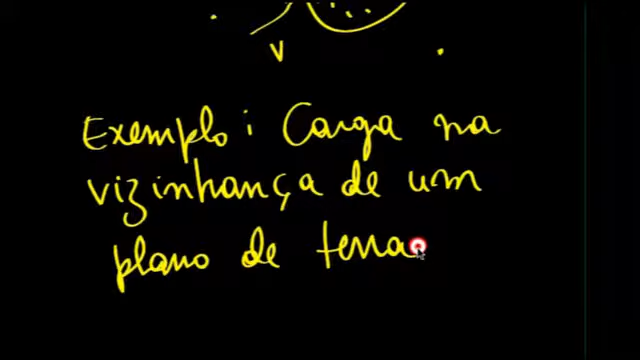 V
Exemplo: Carga na
vizinhança de um
plano de terra